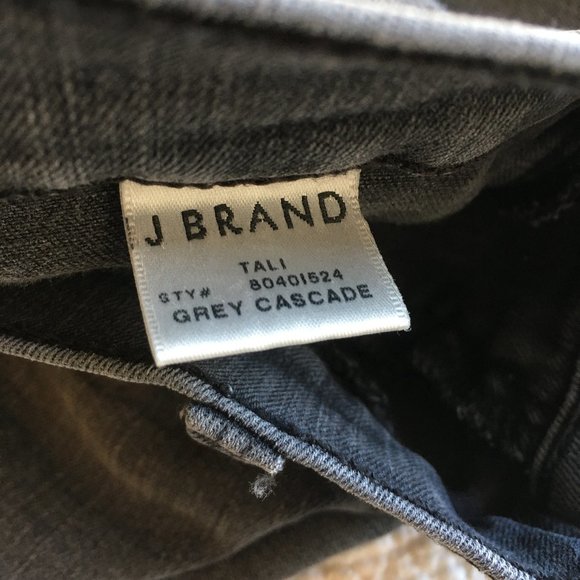 J BRAND
TALI
STY# 80401524
GREY CASCADE